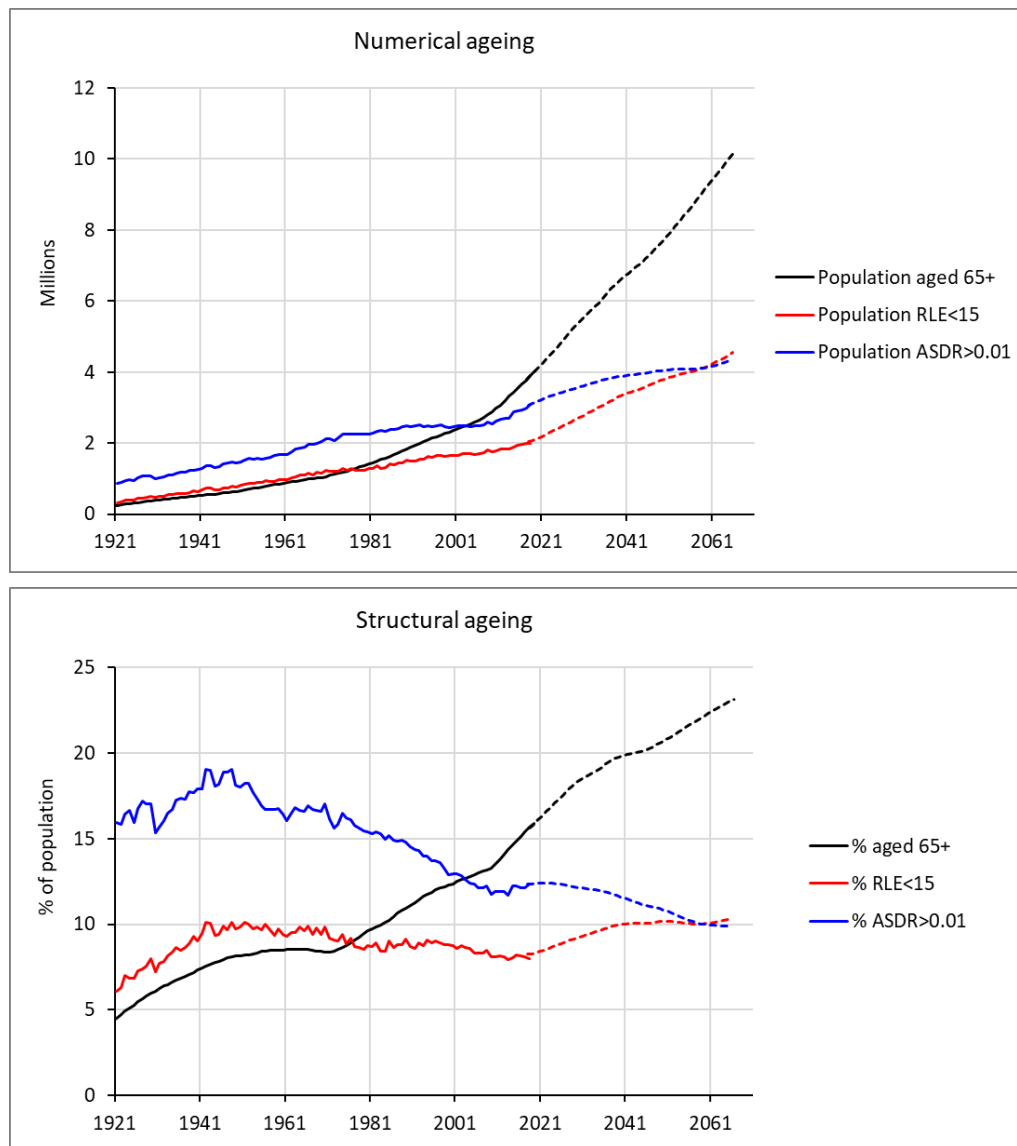 Numerical ageing
12
10
8
6
4
2
0
Millions
1921 1941 1961 1981 2001 2021 2041 2061
Population aged 65+
Population RLE<15
Population ASDR>0.01
Structural ageing
25
20
15
10
5
0
% of population
1921 1941 1961 1981 2001 2021 2041 2061
% aged 65+
% RLE<15
% ASDR>0.01